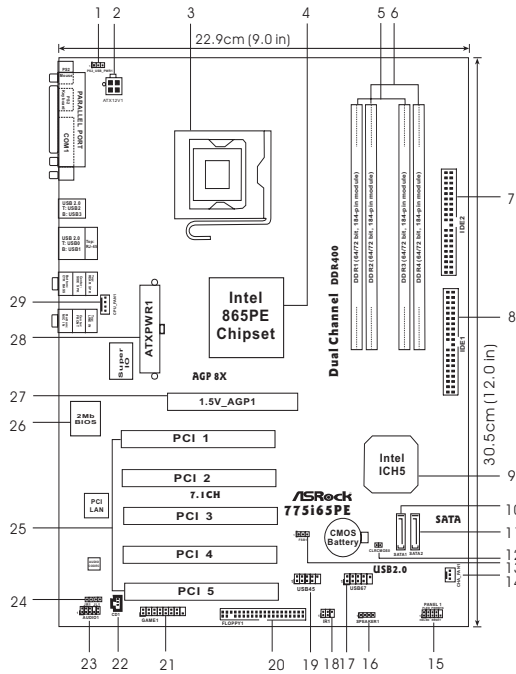 1
2
3
4
5
6
22.9cm (9.0 in)
PS2_USB_PWR1
PS2
Mouse
PS2
Keyboard
ATX12V1
PARALLEL PORT
COM1
USB 2.0
T: USB2
B: USB3
USB 2.0
T: USB0
B: USB1
Top:
RJ-45
CPU_FAN1
DDR1 (64/72 bit, 184-pin module)
DDR2 (64/72 bit, 184-pin module)
DDR3 (64/72 bit, 184-pin module)
DDR4 (64/72 bit, 184-pin module)
Dual Channel DDR400
IDE2
IDE1
7
8
30.5cm (12.0 in)
29
28
ATXPWR1
Intel
865PE
Chipset
Super
IO
AGP 8X
27
1.5V_AGP1
26
2Mb
BIOS
PCI 1
PCI 2
7.1CH
PCI 3
PCI 4
PCI 5
25
PCI
LAN
Intel
ICH5
9
ASRock
775i65PE
CMOS
Battery
CLRCMOS0
SATA1
SATA2
SATA
10
11
12
13
14
USB2.0
24
AUDIO1
CD1
GAME1
FLOPPY1
USB45
IR1
USB67
SPEAKER1
PANEL 1
23
22
21
20
19
18
17
16
15